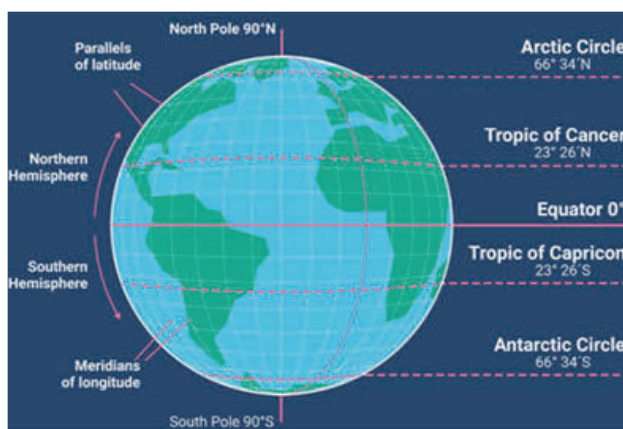 North Pole 90°N
Parallels
of latitude
Arctic Circle
66° 34´N
Tropic of Cancer
23° 26´N
Northern
Hemisphere
Equator 0°
Southern
Hemisphere
Tropic of Capricon
23° 26´S
Meridians
of longitude
Antarctic Circle
66° 34´S
South Pole 90°S